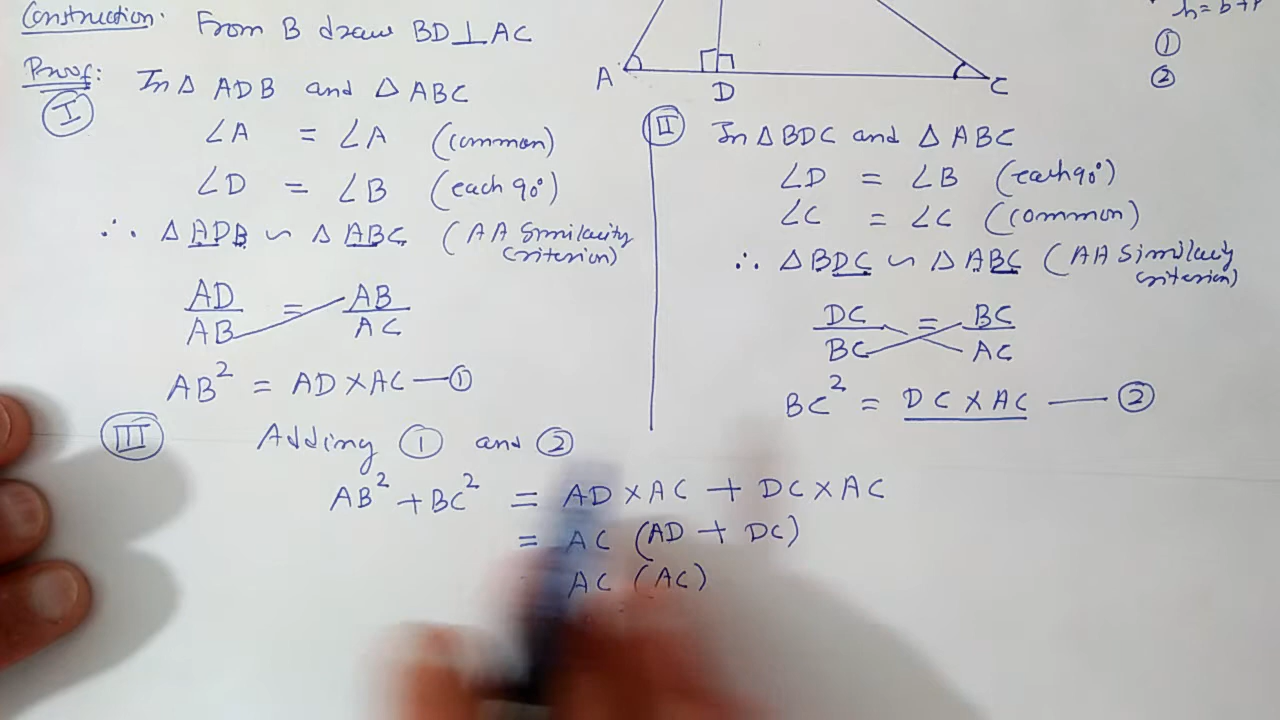 Construction: From B draw BD⊥AC
h = b + p
①
②
A
D
C
Proof: In Δ ADB and Δ ABC
Ⓘ
∠A = ∠A (common)
∠D = ∠B (each 90°)
∴ Δ ADB ∽ Δ ABC (AA Similarity
criterion)
AD/AB = AB/AC
AB² = AD × AC — ①
Ⅱ In Δ BDC and Δ ABC
∠D = ∠B (each 90°)
∠C = ∠C (common)
∴ Δ BDC ∽ Δ ABC (AA Similarity
criterion)
DC/BC = BC/AC
BC² = DC × AC — ②
Ⅲ Adding ① and ②
AB² + BC² = AD × AC + DC × AC
= AC (AD + DC)
AC (AC)